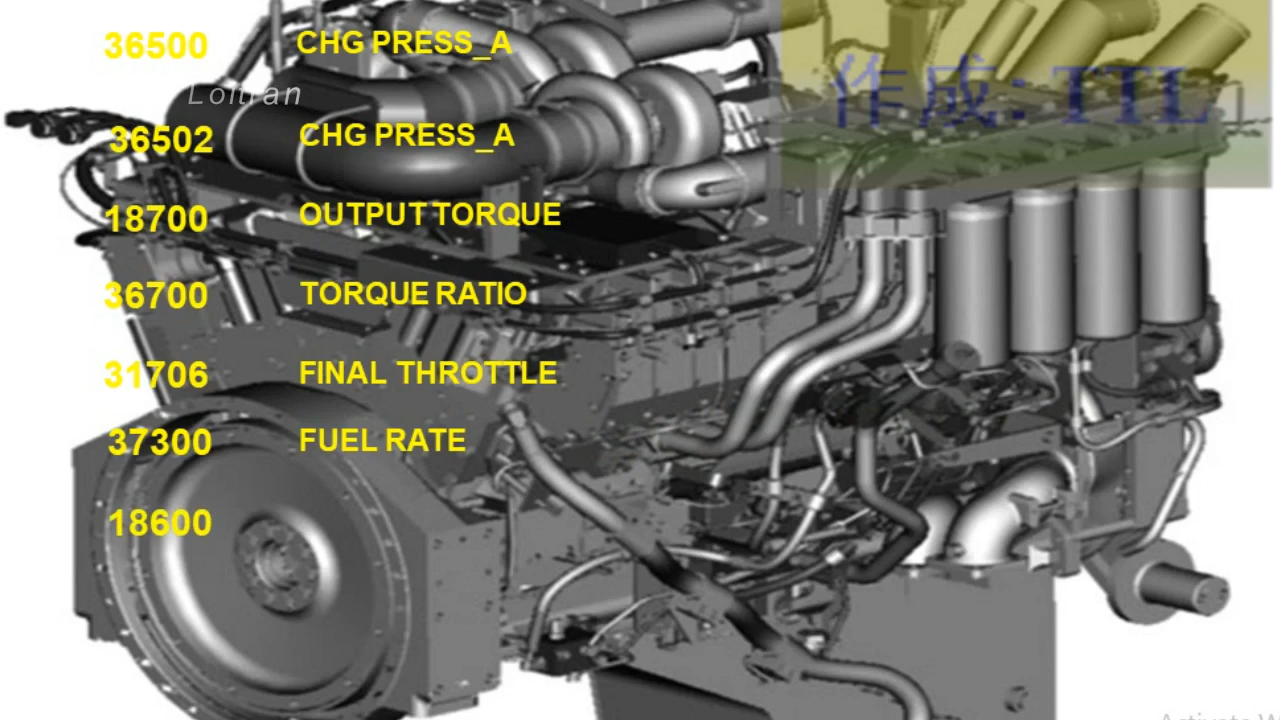 36500 CHG PRESS_A
作成: TTL
Loitran
36502 CHG PRESS_A
18700 OUTPUT TORQUE
36700 TORQUE RATIO
31706 FINAL THROTTLE
37300 FUEL RATE
18600